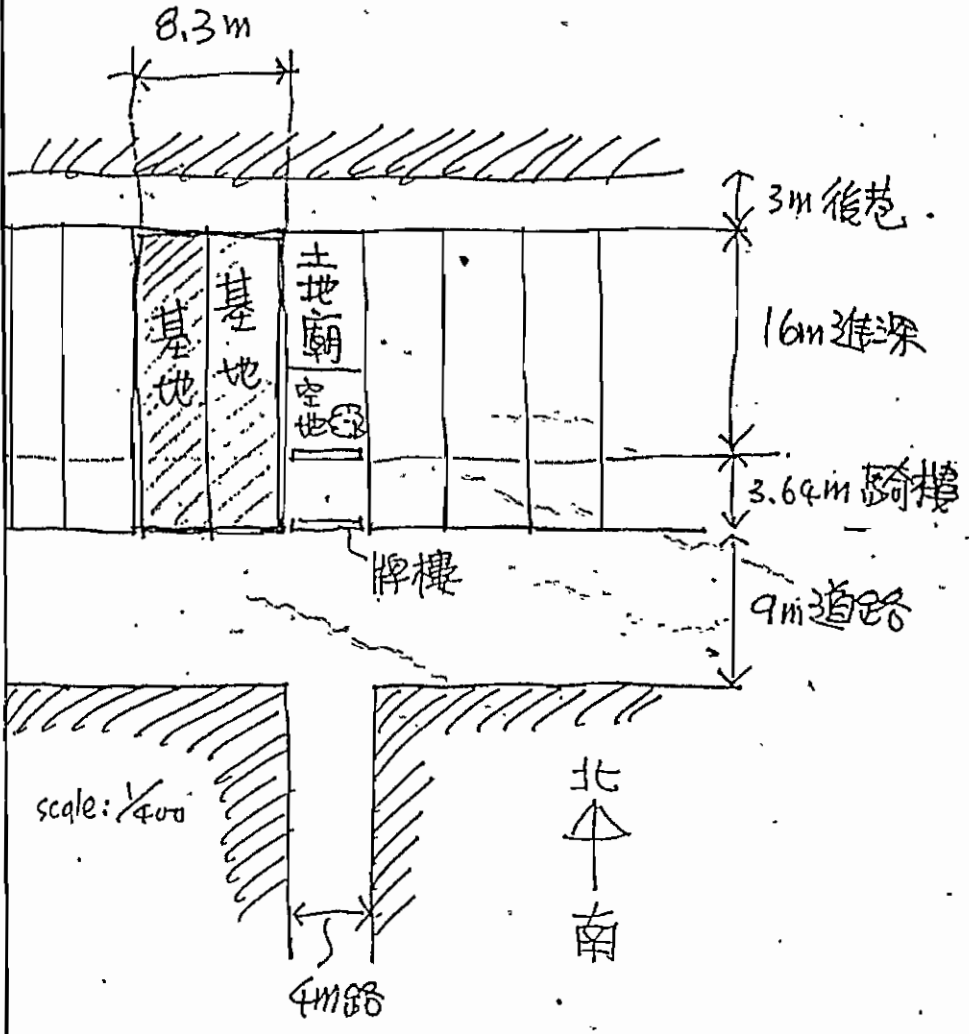 8.3m
3m後巷
基地
基地
土地廟
空地
16m進深
3.64m騎樓
牌樓
9m道路
scale: 1/400
北
南
4m路